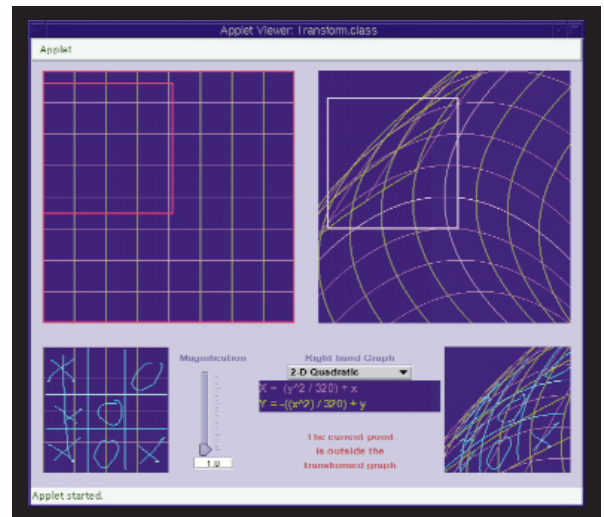 Applet Viewer: Transform.class
Applet
Magnification
Right hand Graph
2-D Quadratic
X = (y^2 / 320) + x
Y = -((x^2) / 320) + y
The current point
is outside the
transformed graph
1.0
Applet started.